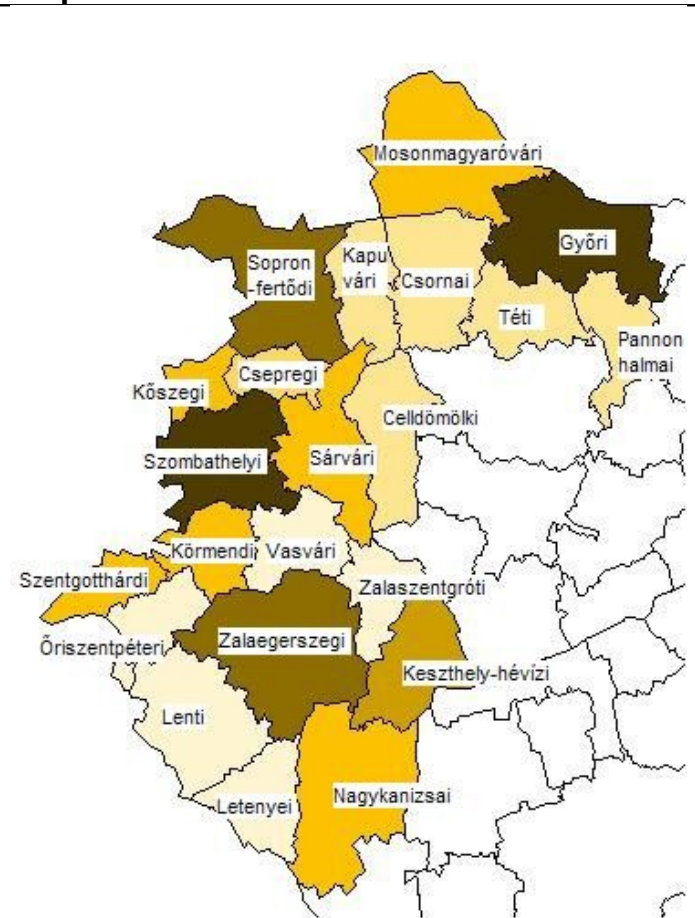 Mosonmagyaróvári
Győri
Sopron
-fertődi
Kapu
vári
Csornai
Téti
Pannon
halmai
Kőszegi
Csepregi
Celldömölki
Szombathelyi
Sárvári
Körmendi
Vasvári
Szentgotthárdi
Zalaszentgróti
Őriszentpéteri
Zalaegerszegi
Keszthely-hévízi
Lenti
Letenyei
Nagykanizsai